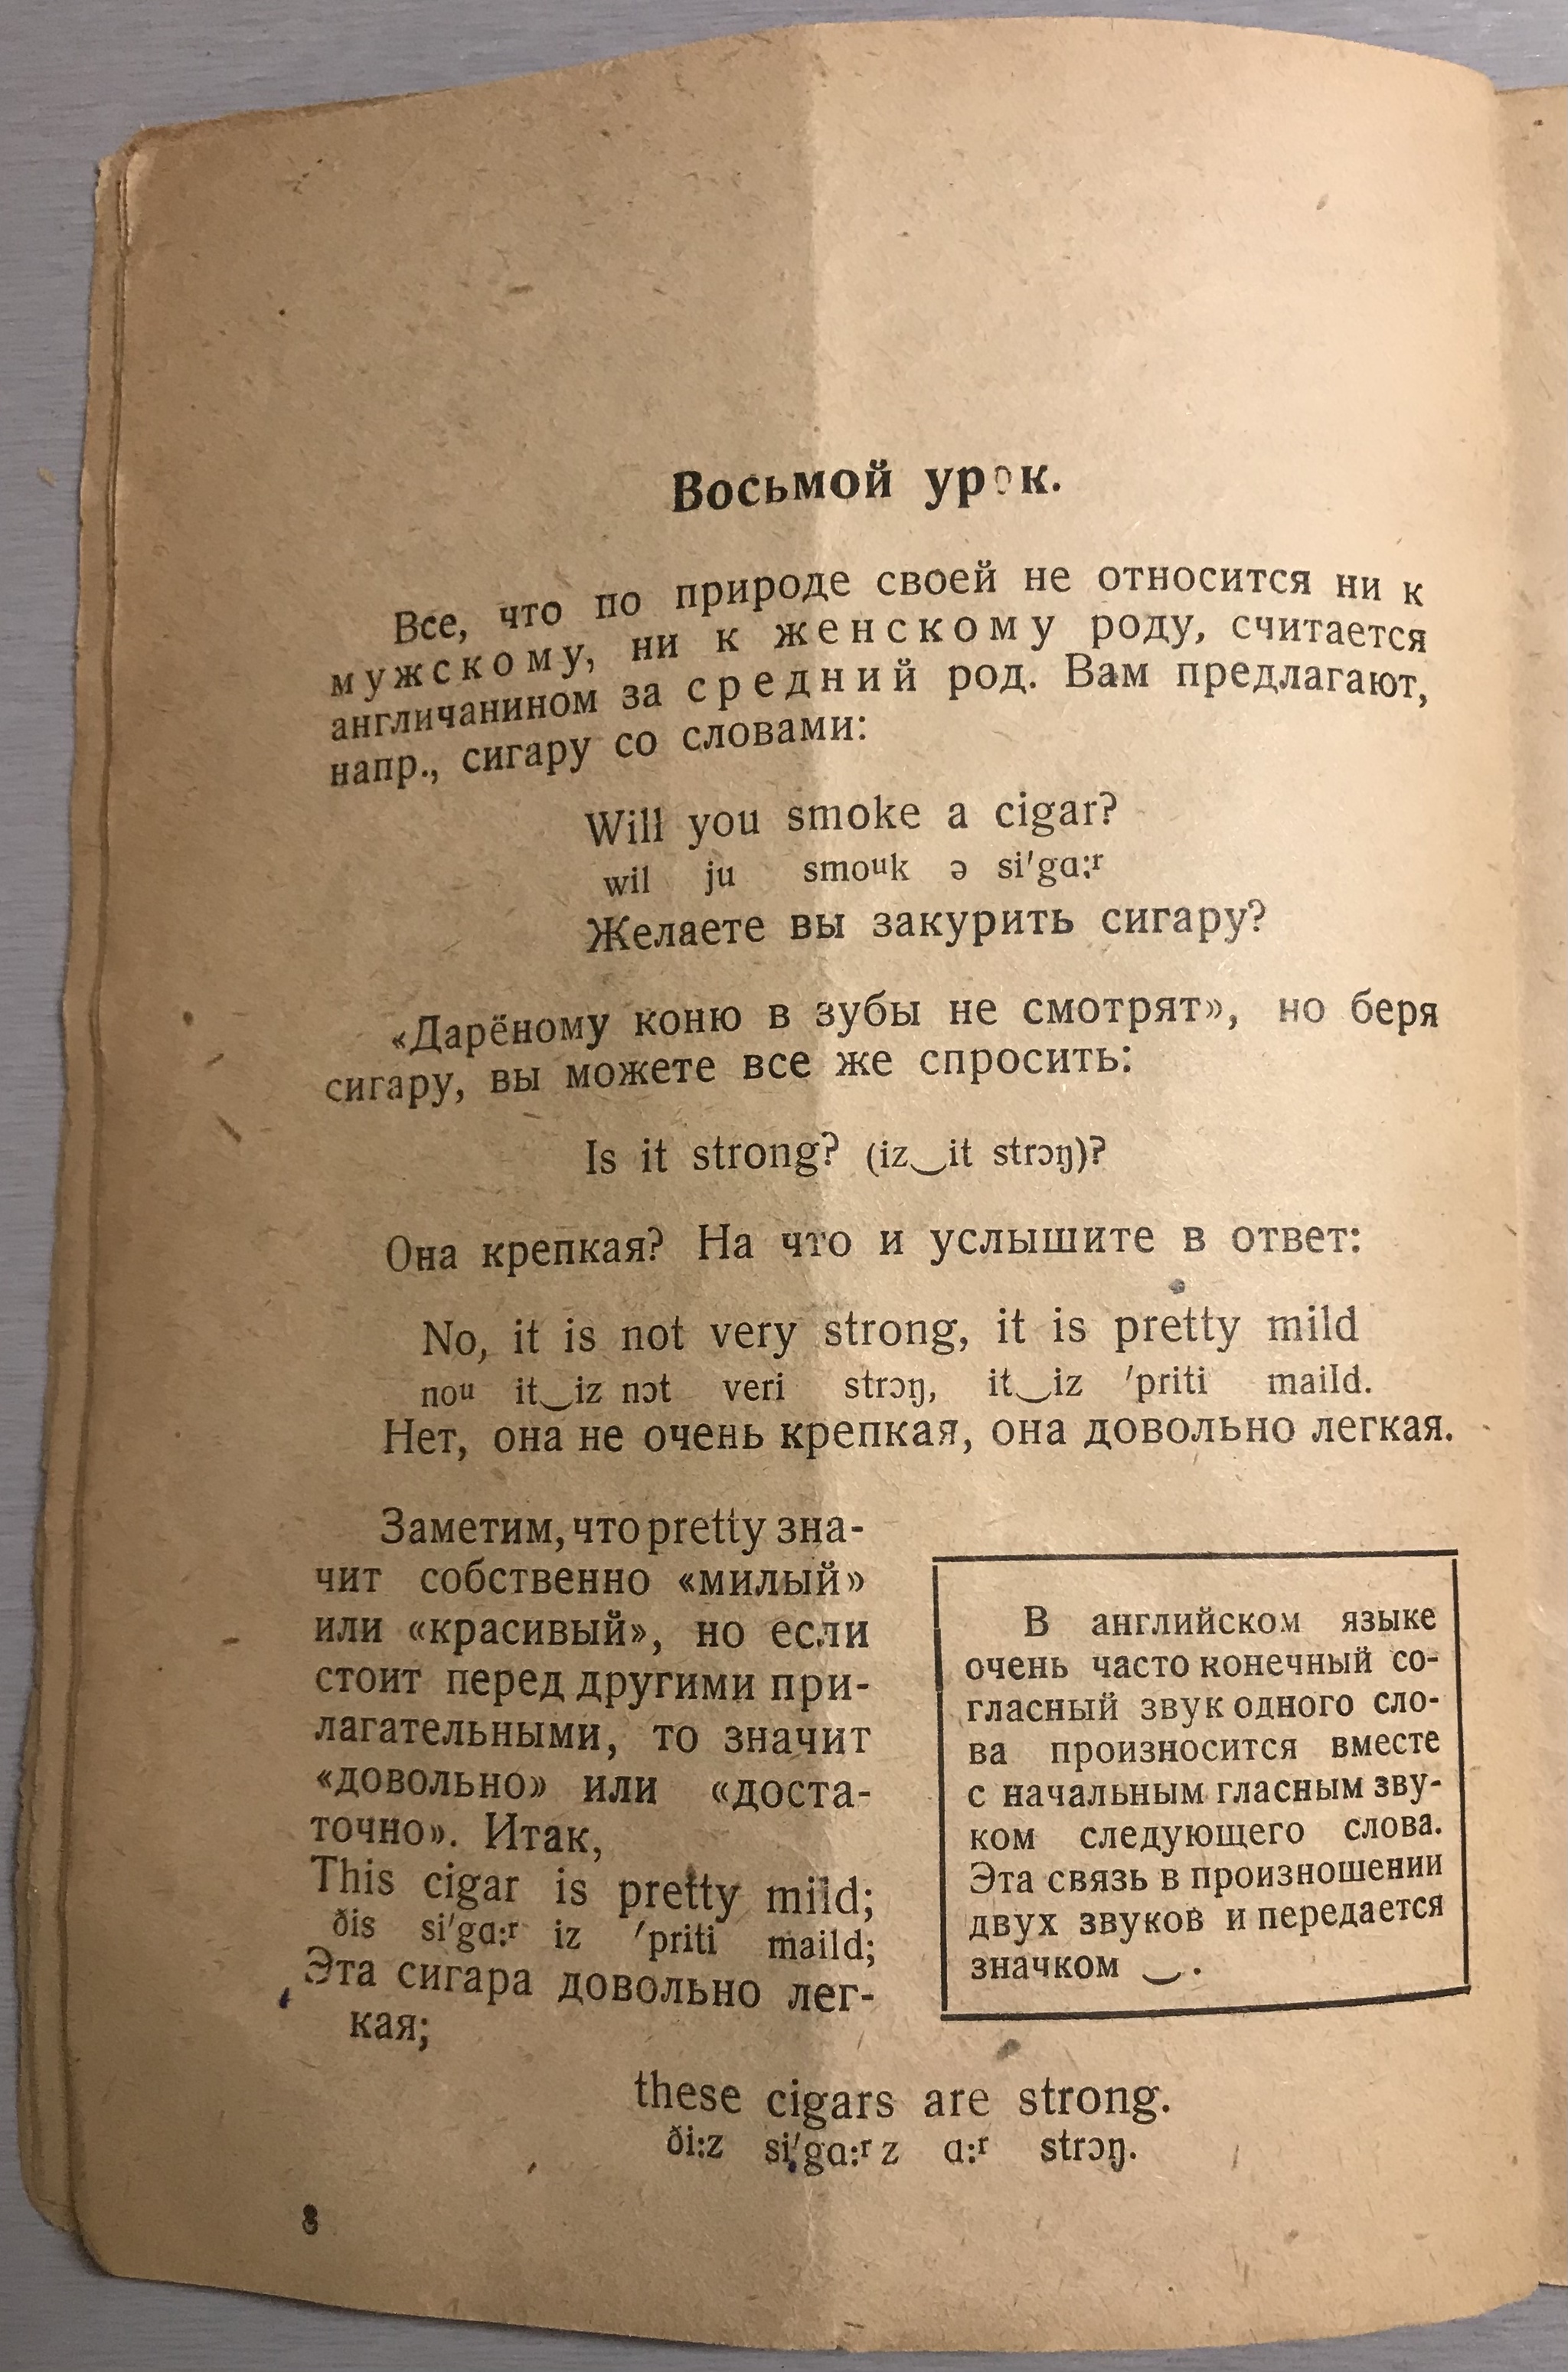 Восьмой урок.
Все, что по природе своей не относится ни к
мужскому, ни к женскому роду, считается
англичанином за средний род. Вам предлагают,
напр., сигару со словами:
Will you smoke a cigar?
wil ju smoᵘk ə si'gɑ:ʳ
Желаете вы закурить сигару?
«Дарёному коню в зубы не смотрят», но беря
сигару, вы можете все же спросить:
Is it strong? (iz‿it strɔŋ)?
Она крепкая? На что и услышите в ответ:
No, it is not very strong, it is pretty mild
noᵘ it‿iz nɔt veri strɔŋ, it‿iz 'priti maild.
Нет, она не очень крепкая, она довольно легкая.
Заметим, что pretty зна-
чит собственно «милый»
или «красивый», но если
стоит перед другими при-
лагательными, то значит
«довольно» или «доста-
точно». Итак,
This cigar is pretty mild;
ðis si'gɑ:ʳ iz 'priti maild;
Эта сигара довольно лег-
кая;
В английском языке
очень часто конечный со-
гласный звук одного сло-
ва произносится вместе
с начальным гласным зву-
ком следующего слова.
Эта связь в произношении
двух звуков и передается
значком ‿.
these cigars are strong.
ði:z si'gɑ:ʳz ɑ:ʳ strɔŋ.
8